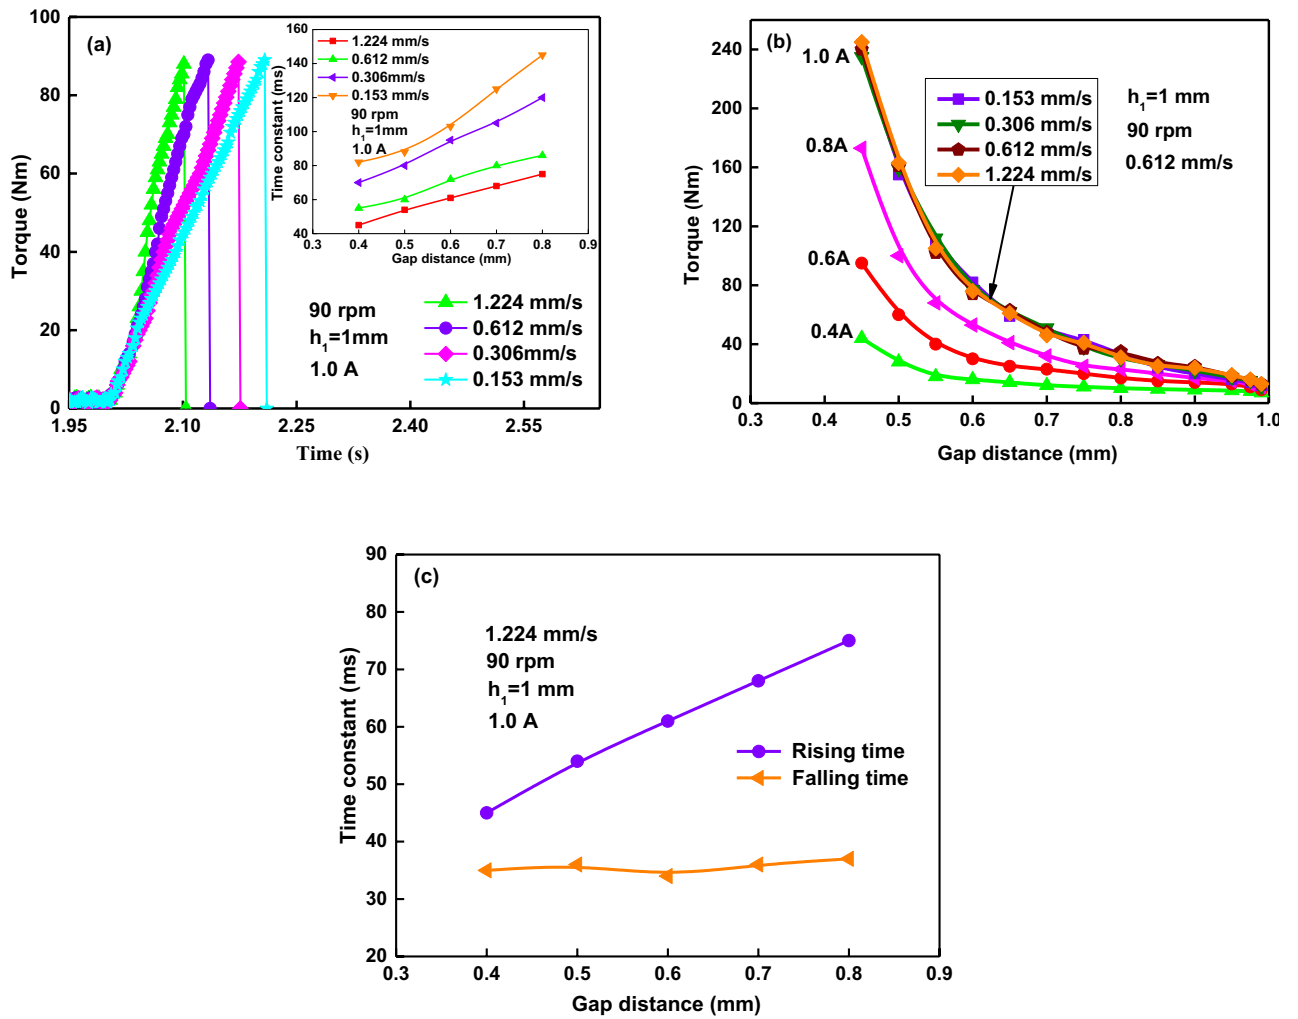 (a)
100
80
60
40
20
0
Torque (Nm)
1.95
2.10
2.25
2.40
2.55
Time (s)
160
140
120
100
80
60
40
Time constant (ms)
0.3
0.4
0.5
0.6
0.7
0.8
0.9
Gap distance (mm)
1.224 mm/s
0.612 mm/s
0.306mm/s
0.153 mm/s
90 rpm
h1=1mm
1.0 A
90 rpm
h1=1mm
1.0 A
1.224 mm/s
0.612 mm/s
0.306mm/s
0.153 mm/s
(b)
240
200
160
120
80
40
0
Torque (Nm)
1.0 A
0.8A
0.6A
0.4A
0.153 mm/s
0.306 mm/s
0.612 mm/s
1.224 mm/s
h1=1 mm
90 rpm
0.612 mm/s
0.3
0.4
0.5
0.6
0.7
0.8
0.9
1.0
Gap distance (mm)
(c)
90
80
70
60
50
40
30
20
Time constant (ms)
1.224 mm/s
90 rpm
h1=1 mm
1.0 A
Rising time
Falling time
0.3
0.4
0.5
0.6
0.7
0.8
0.9
Gap distance (mm)